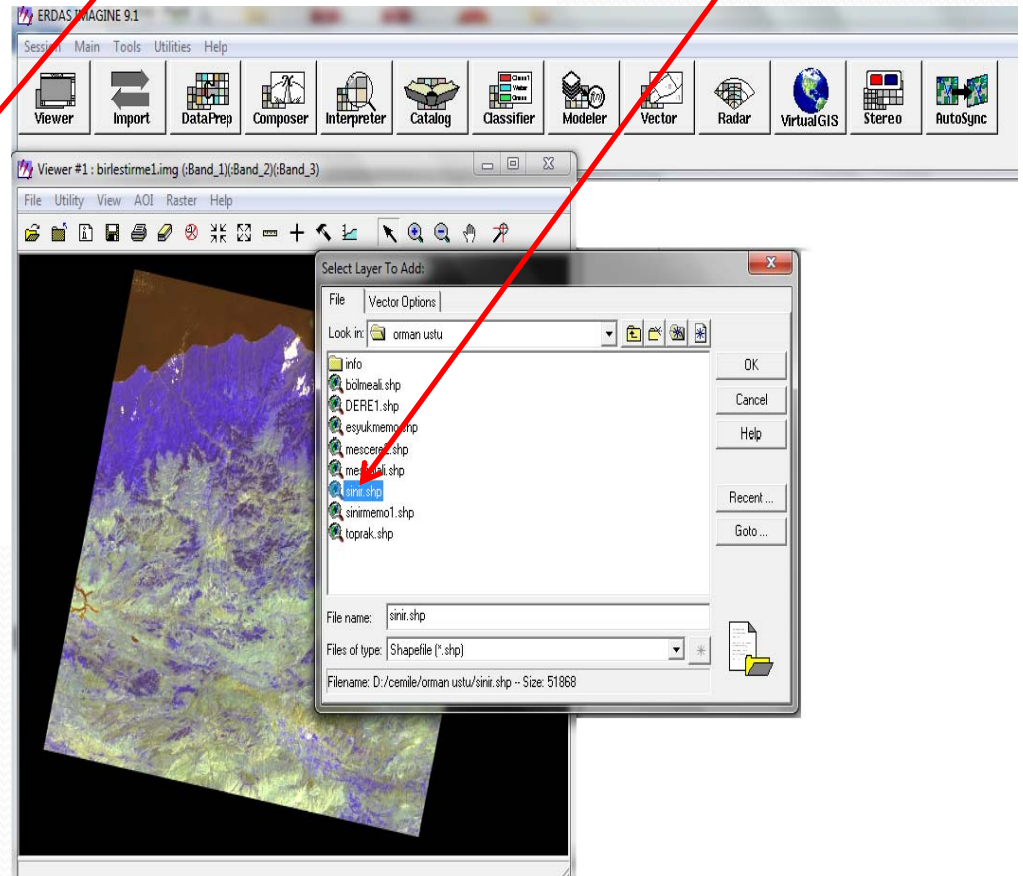 ERDAS IMAGINE 9.1
Session Main Tools Utilities Help
Viewer Import DataPrep Composer Interpreter Catalog Classifier Modeler Vector Radar VirtualGIS Stereo AutoSync
Viewer #1 : birlestirme1.img (:Band_1)(:Band_2)(:Band_3)
File Utility View AOI Raster Help
Select Layer To Add:
File Vector Options
Look in: orman ustu
info
bölmeali.shp
DERE1.shp
esyukmemo.shp
sinir.shp
sinirmemo1.shp
toprak.shp
OK
Cancel
Help
Recent ...
Goto ...
File name: sinir.shp
Files of type: Shapefile (*.shp)
Filename: D:/cemile/orman ustu/sinir.shp -- Size: 51868